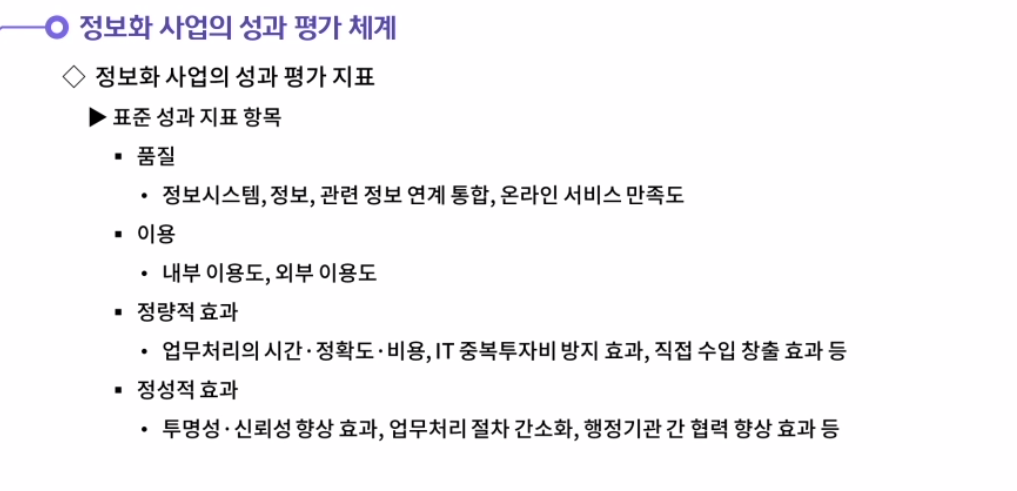 정보화 사업의 성과 평가 체계
◇ 정보화 사업의 성과 평가 지표
▶ 표준 성과 지표 항목
▪ 품질
• 정보시스템, 정보, 관련 정보 연계 통합, 온라인 서비스 만족도
▪ 이용
• 내부 이용도, 외부 이용도
▪ 정량적 효과
• 업무처리의 시간·정확도·비용, IT 중복투자비 방지 효과, 직접 수입 창출 효과 등
▪ 정성적 효과
• 투명성·신뢰성 향상 효과, 업무처리 절차 간소화, 행정기관 간 협력 향상 효과 등